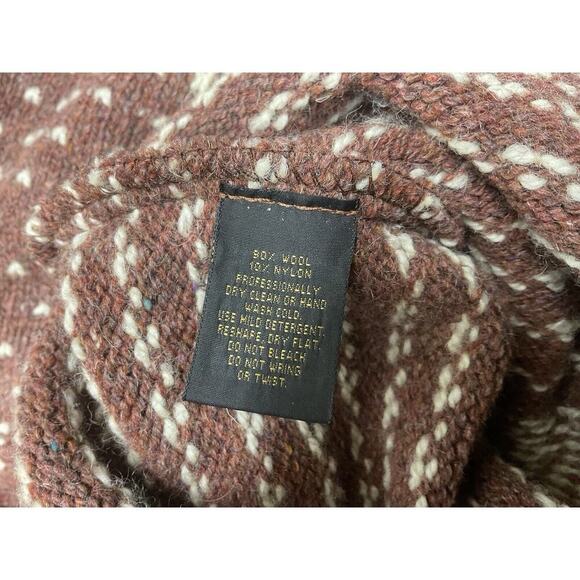 90% WOOL
10% NYLON
PROFESSIONALLY
DRY CLEAN OR HAND
WASH COLD.
USE MILD DETERGENT.
RESHAPE, DRY FLAT.
DO NOT BLEACH
DO NOT WRING
OR TWIST.